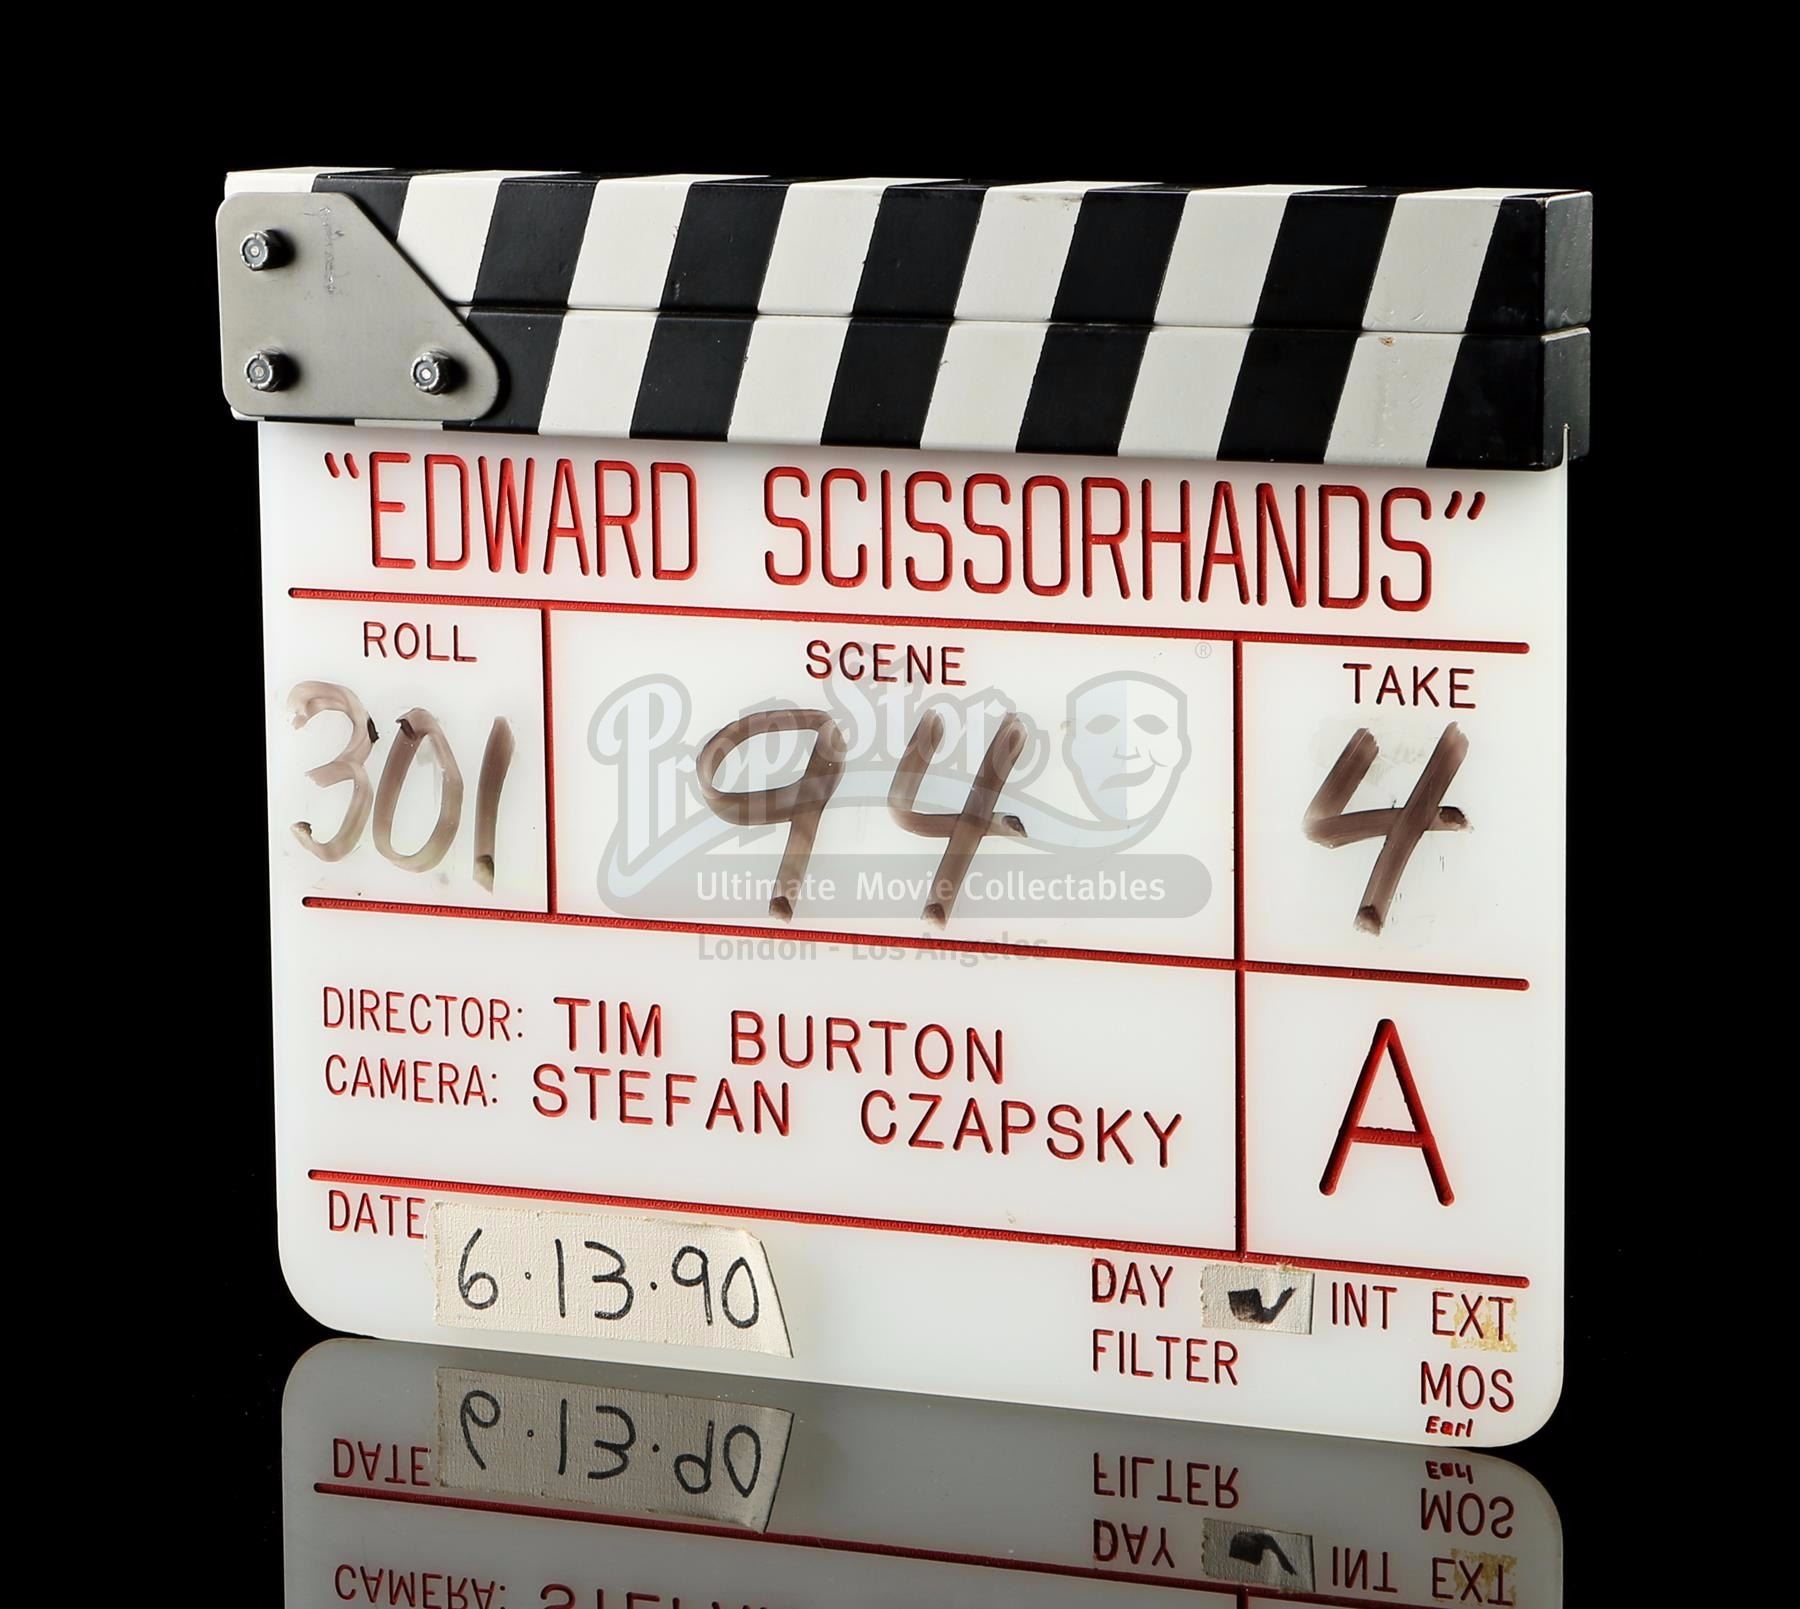 "EDWARD SCISSORHANDS"
ROLL SCENE TAKE
301 94 4
The Prop Store ®
Ultimate Movie Collectables
London - Los Angeles
DIRECTOR: TIM BURTON
CAMERA: STEFAN CZAPSKY
A
DATE 6·13·90
DAY INT EXT
FILTER MOS
Earl